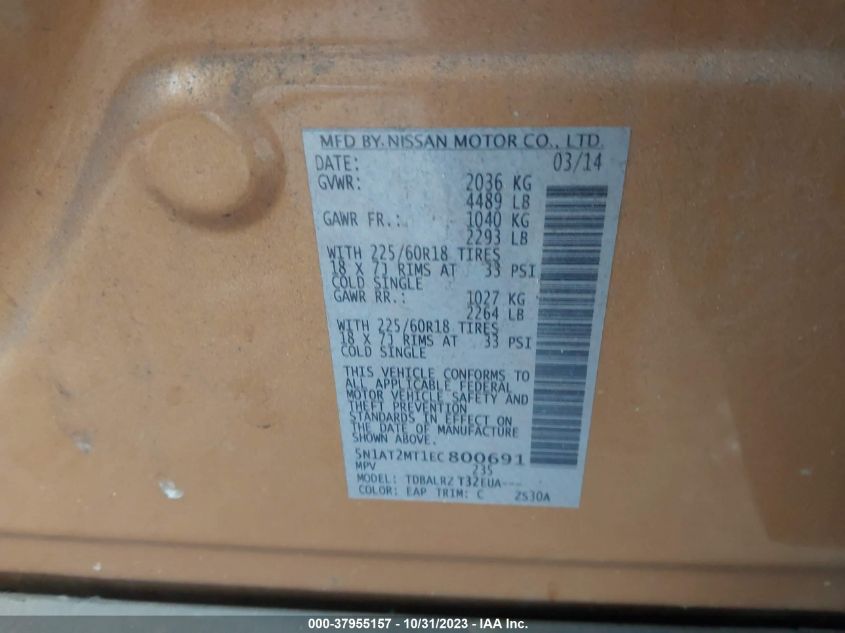 MFD BY.NISSAN MOTOR CO., LTD.
DATE: 03/14
GVWR: 2036 KG
4489 LB
GAWR FR.: 1040 KG
2293 LB
WITH 225/60R18 TIRES
18 X 7J RIMS AT 33 PSI
COLD SINGLE
GAWR RR.: 1027 KG
2264 LB
WITH 225/60R18 TIRES
18 X 7J RIMS AT 33 PSI
COLD SINGLE
THIS VEHICLE CONFORMS TO
ALL APPLICABLE FEDERAL
MOTOR VEHICLE SAFETY AND
THEFT PREVENTION
STANDARDS IN EFFECT ON
THE DATE OF MANUFACTURE
SHOWN ABOVE.
5N1AT2MT1EC800691
MPV 235
MODEL: TDBALRZ T32EUA---
COLOR: EAP TRIM: C 2S30A
000-37955157 - 10/31/2023 - © IAA Inc.